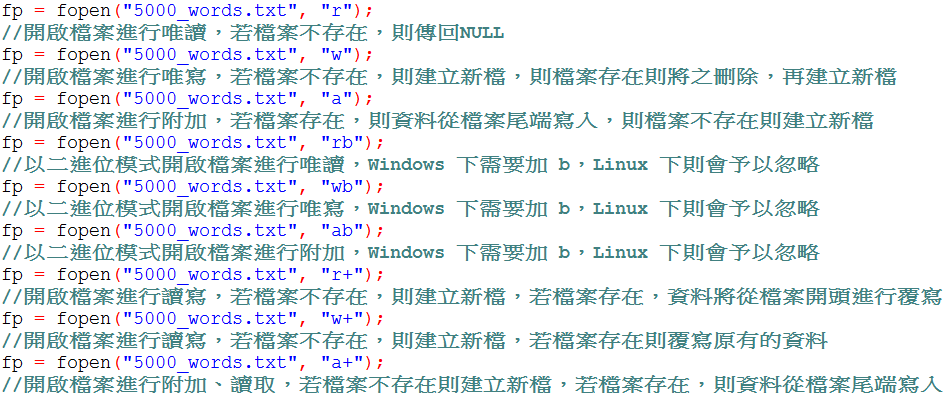 fp = fopen("5000_words.txt", "r");
//開啟檔案進行唯讀，若檔案不存在，則傳回NULL
fp = fopen("5000_words.txt", "w");
//開啟檔案進行唯寫，若檔案不存在，則建立新檔，則檔案存在則將之刪除，再建立新檔
fp = fopen("5000_words.txt", "a");
//開啟檔案進行附加，若檔案存在，則資料從檔案尾端寫入，則檔案不存在則建立新檔
fp = fopen("5000_words.txt", "rb");
//以二進位模式開啟檔案進行唯讀，Windows 下需要加 b，Linux 下則會予以忽略
fp = fopen("5000_words.txt", "wb");
//以二進位模式開啟檔案進行唯寫，Windows 下需要加 b，Linux 下則會予以忽略
fp = fopen("5000_words.txt", "ab");
//以二進位模式開啟檔案進行附加，Windows 下需要加 b，Linux 下則會予以忽略
fp = fopen("5000_words.txt", "r+");
//開啟檔案進行讀寫，若檔案不存在，則建立新檔，若檔案存在，資料將從檔案開頭進行覆寫
fp = fopen("5000_words.txt", "w+");
//開啟檔案進行讀寫，若檔案不存在，則建立新檔，若檔案存在則覆寫原有的資料
fp = fopen("5000_words.txt", "a+");
//開啟檔案進行附加、讀取，若檔案不存在則建立新檔，若檔案存在，則資料從檔案尾端寫入